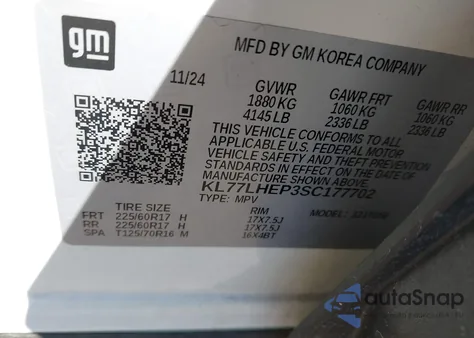 gm
MFD BY GM KOREA COMPANY
11/24 GVWR GAWR FRT GAWR RR
1880 KG 1060 KG 1060 KG
4145 LB 2336 LB 2336 LB
THIS VEHICLE CONFORMS TO ALL
APPLICABLE U.S. FEDERAL MOTOR
VEHICLE SAFETY AND THEFT PREVENTION
STANDARDS IN EFFECT ON THE DATE OF
MANUFACTURE SHOWN ABOVE.
KL77LHEP3SC177702
TYPE: MPV MODEL:
TIRE SIZE RIM
FRT 225/60R17 H 17X7.5J
RR 225/60R17 H 17X7.5J
SPA T125/70R16 M 16X4BT
autoSnap